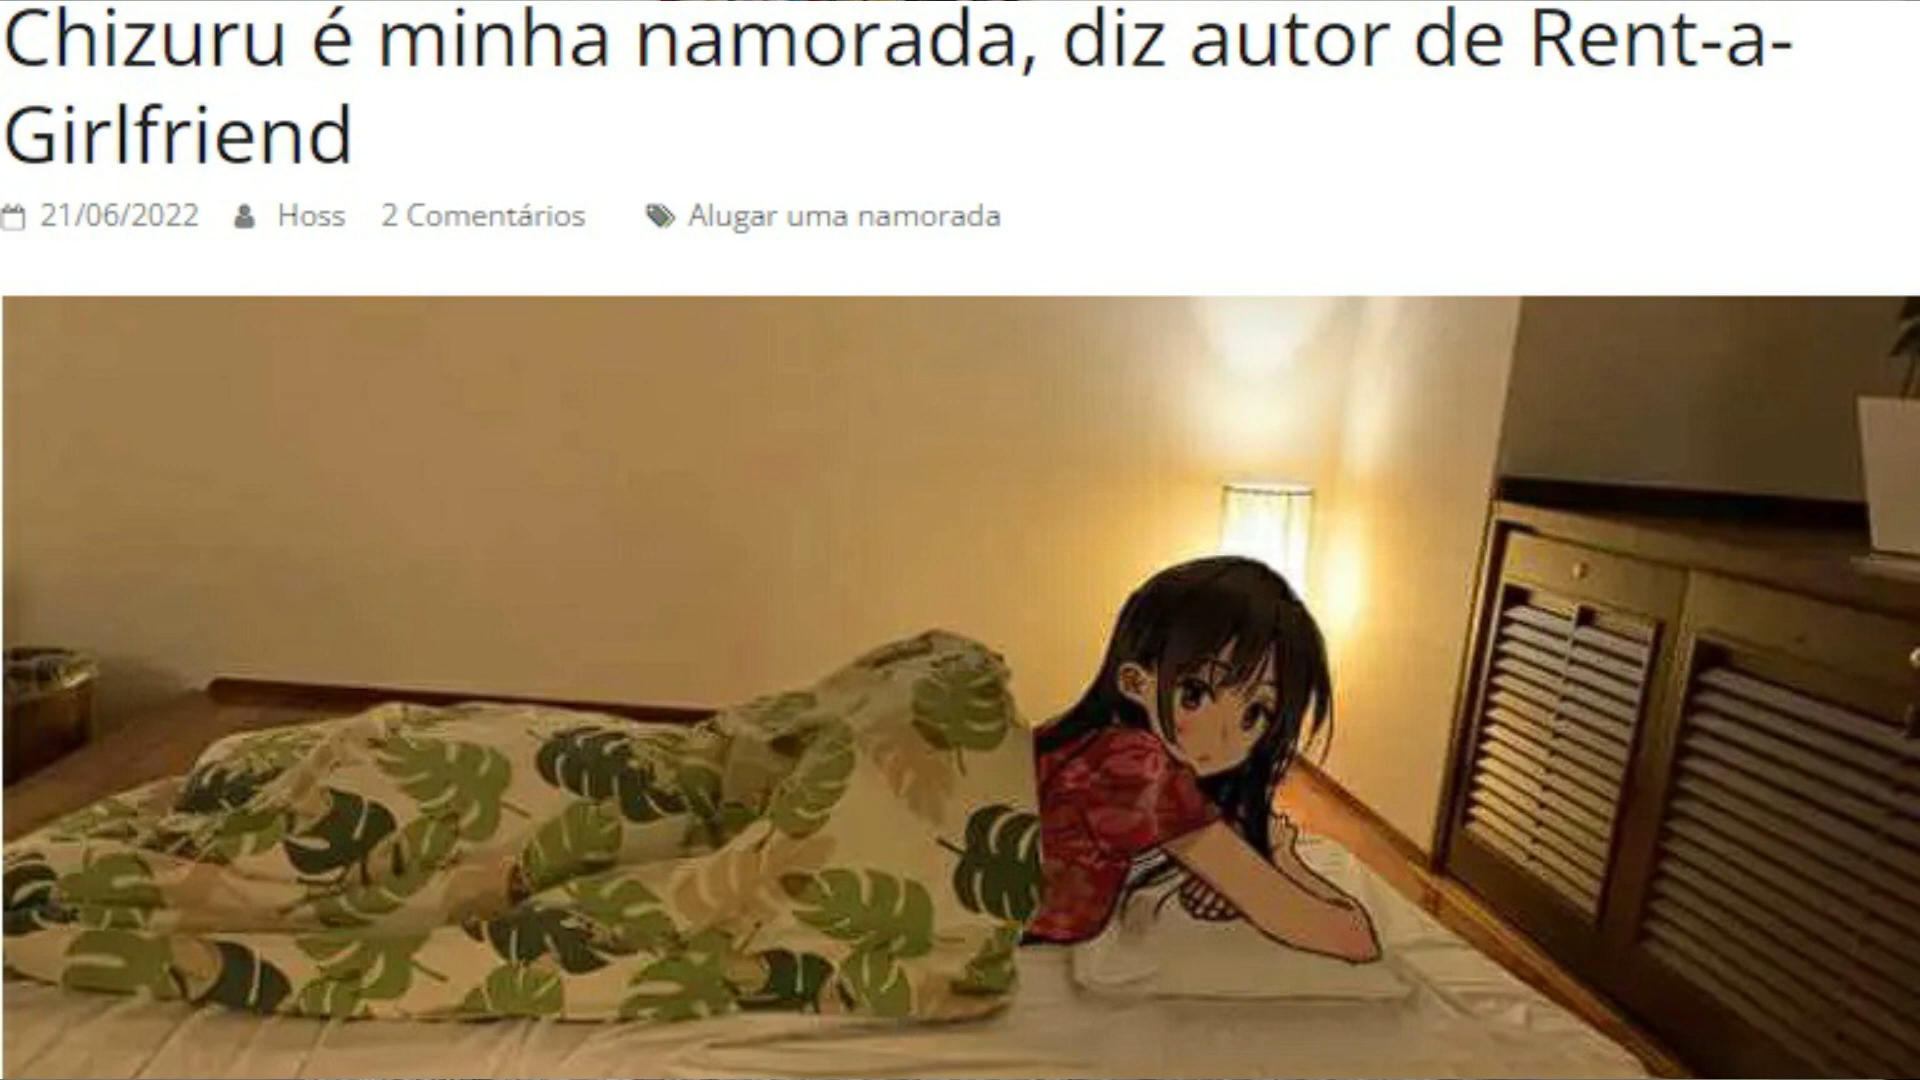 Chizuru é minha namorada, diz autor de Rent-a-
Girlfriend
21/06/2022 Hoss 2 Comentários Alugar uma namorada